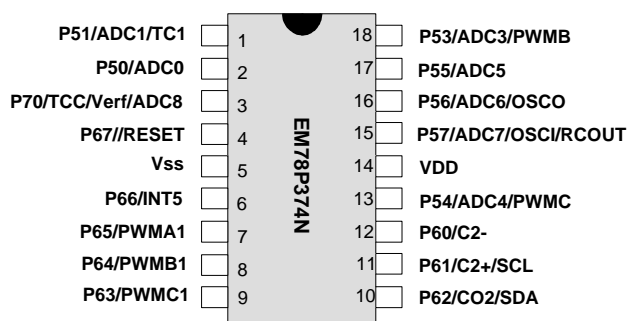 P51/ADC1/TC1 1 18 P53/ADC3/PWMB
P50/ADC0 2 17 P55/ADC5
P70/TCC/Verf/ADC8 3 16 P56/ADC6/OSCO
P67//RESET 4 15 P57/ADC7/OSCI/RCOUT
Vss 5 14 VDD
P66/INT5 6 13 P54/ADC4/PWMC
P65/PWMA1 7 12 P60/C2-
P64/PWMB1 8 11 P61/C2+/SCL
P63/PWMC1 9 10 P62/CO2/SDA
EM78P374N